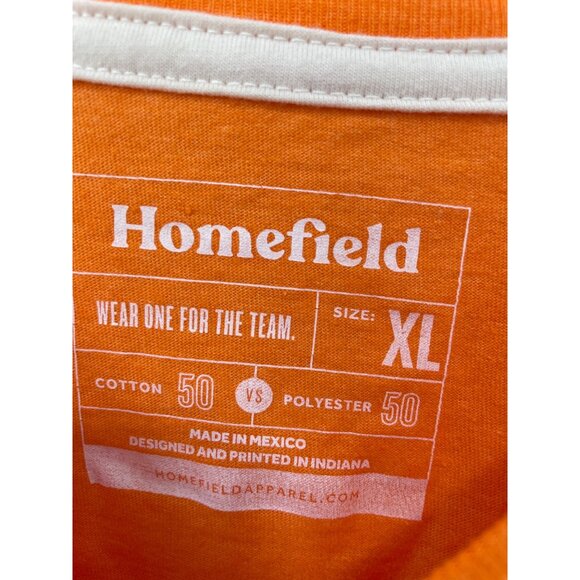 Homefield
WEAR ONE FOR THE TEAM.
SIZE: XL
COTTON 50 VS POLYESTER 50
MADE IN MEXICO
DESIGNED AND PRINTED IN INDIANA
HOMEFIELDAPPAREL.COM